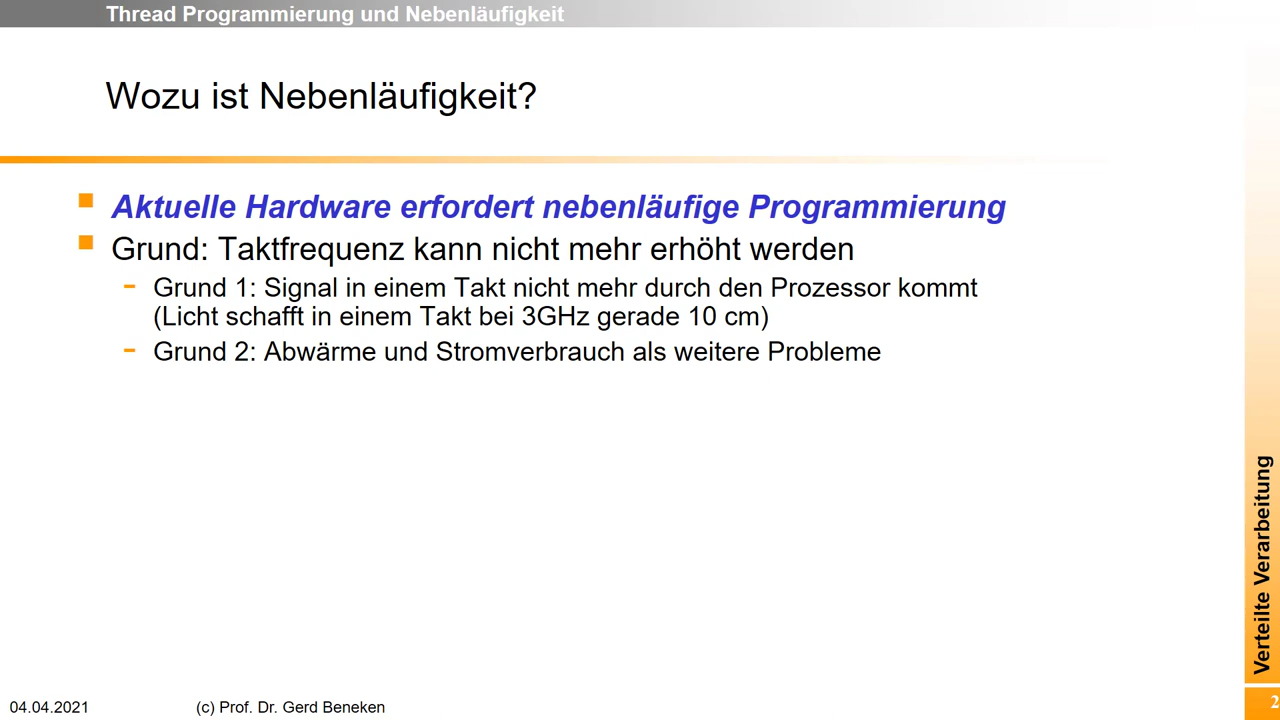 Thread Programmierung und Nebenläufigkeit
Wozu ist Nebenläufigkeit?
Aktuelle Hardware erfordert nebenläufige Programmierung
Grund: Taktfrequenz kann nicht mehr erhöht werden
- Grund 1: Signal in einem Takt nicht mehr durch den Prozessor kommt
(Licht schafft in einem Takt bei 3GHz gerade 10 cm)
- Grund 2: Abwärme und Stromverbrauch als weitere Probleme
Verteilte Verarbeitung
04.04.2021
(c) Prof. Dr. Gerd Beneken
2